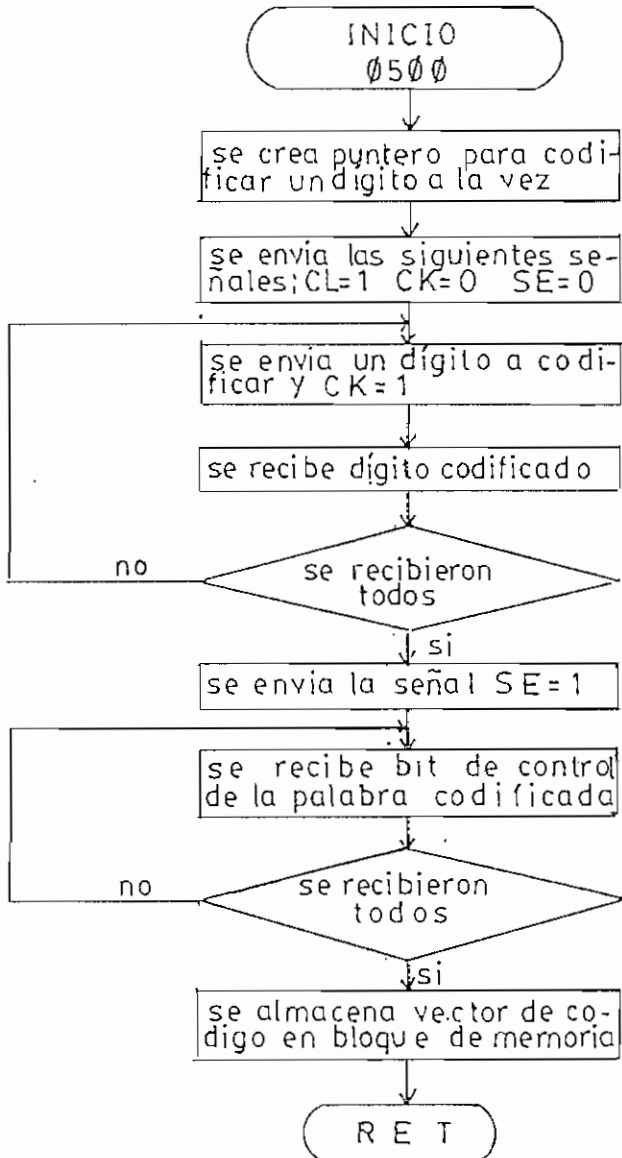 INICIO
Ø5ØØ
se crea puntero para codi-
ficar un dígito a la vez
se envia las siguientes se-
ñales; CL=1 CK=0 SE=0
se envia un dígito a codi-
ficar y CK=1
se recibe dígito codificado
no
se recibieron
todos
si
se envia la señal SE=1
se recibe bit de control
de la palabra codificada
no
se recibieron
todos
si
se almacena vector de co-
digo en bloque de memoria
RET